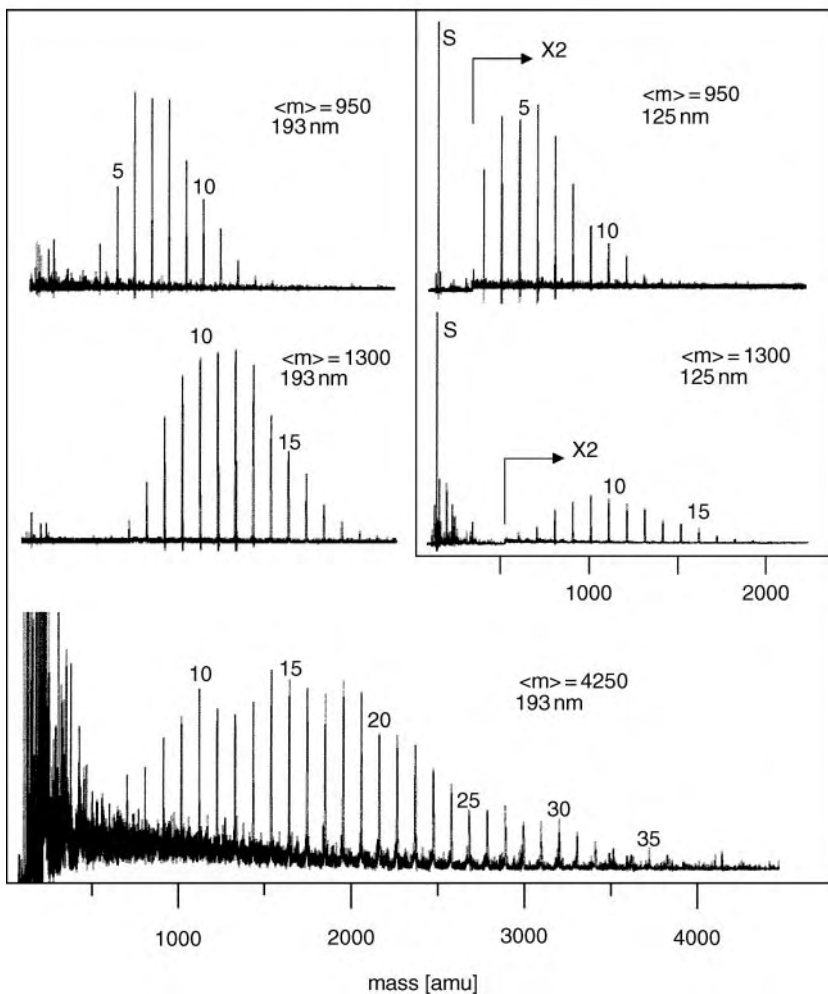 <m> = 950
193 nm
5
10
S
X2
<m> = 950
125 nm
5
10
<m> = 1300
193 nm
10
15
S
X2
<m> = 1300
125 nm
10
15
1000
2000
<m> = 4250
193 nm
10
15
20
25
30
35
1000
2000
3000
4000
mass [amu]